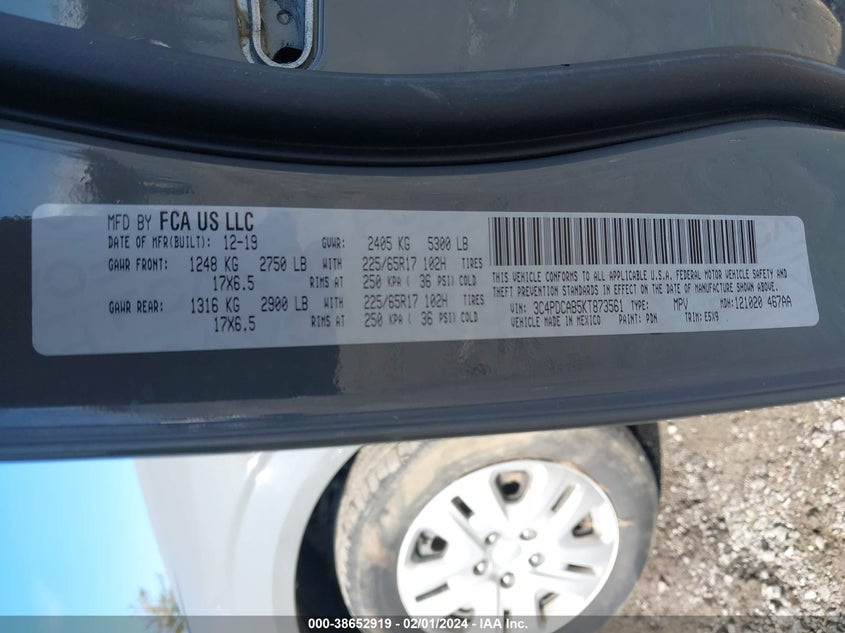 MFD BY FCA US LLC
DATE OF MFR(BUILT): 12-19 GVWR: 2405 KG 5300 LB
GAWR FRONT: 1248 KG 2750 LB WITH 225/65R17 102H TIRES
17X6.5 RIMS AT 250 KPA ( 36 PSI) COLD
GAWR REAR: 1316 KG 2900 LB WITH 225/65R17 102H TIRES
17X6.5 RIMS AT 250 KPA ( 36 PSI) COLD
THIS VEHICLE CONFORMS TO ALL APPLICABLE U.S.A. FEDERAL MOTOR VEHICLE SAFETY,
BUMPER AND THEFT PREVENTION STANDARDS IN EFFECT ON THE DATE OF MANUFACTURE SHOWN ABOVE.
VIN: 3C4PDCAB5KT873561 TYPE: MPV MDH: 121020 467AA
VEHICLE MADE IN MEXICO PAINT: PDN TRIM: E5X9
000-38652919 - 02/01/2024 - IAA Inc.